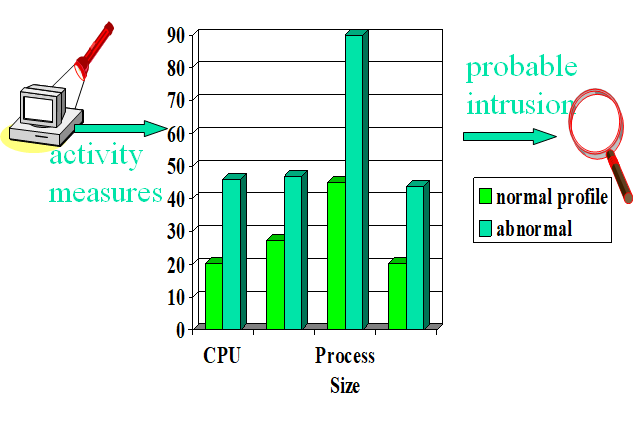 90
80
70
60
50
40
30
20
10
0
CPU
Process
Size
activity
measures
probable
intrusion
normal profile
abnormal